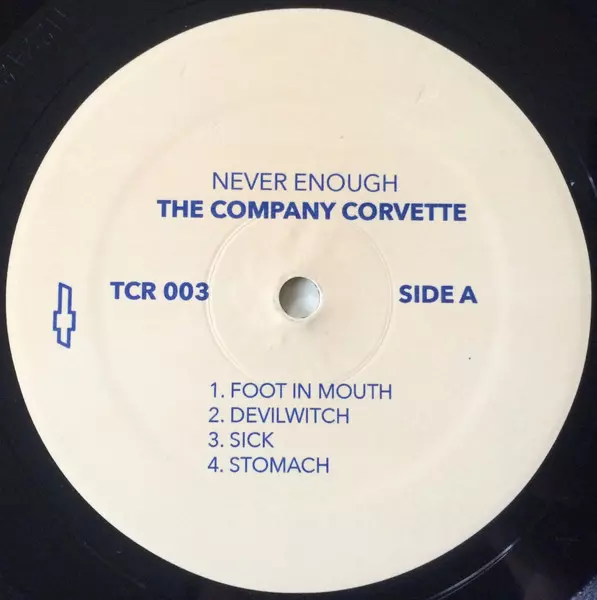 NEVER ENOUGH
THE COMPANY CORVETTE
TCR 003
SIDE A
1. FOOT IN MOUTH
2. DEVILWITCH
3. SICK
4. STOMACH